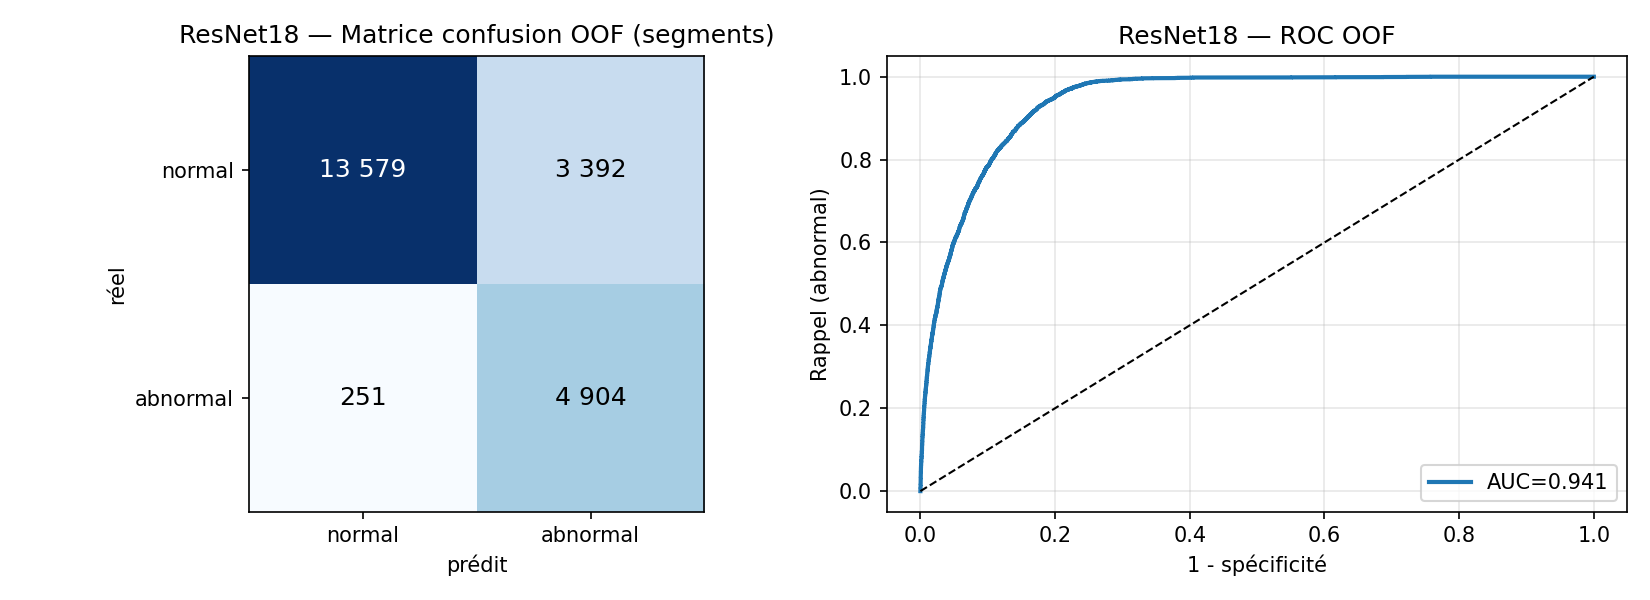 ResNet18 — Matrice confusion OOF (segments)
réel
normal
13 579
3 392
abnormal
251
4 904
normal
abnormal
prédit
ResNet18 — ROC OOF
Rappel (abnormal)
1.0
0.8
0.6
0.4
0.2
0.0
AUC=0.941
0.0
0.2
0.4
0.6
0.8
1.0
1 - spécificité